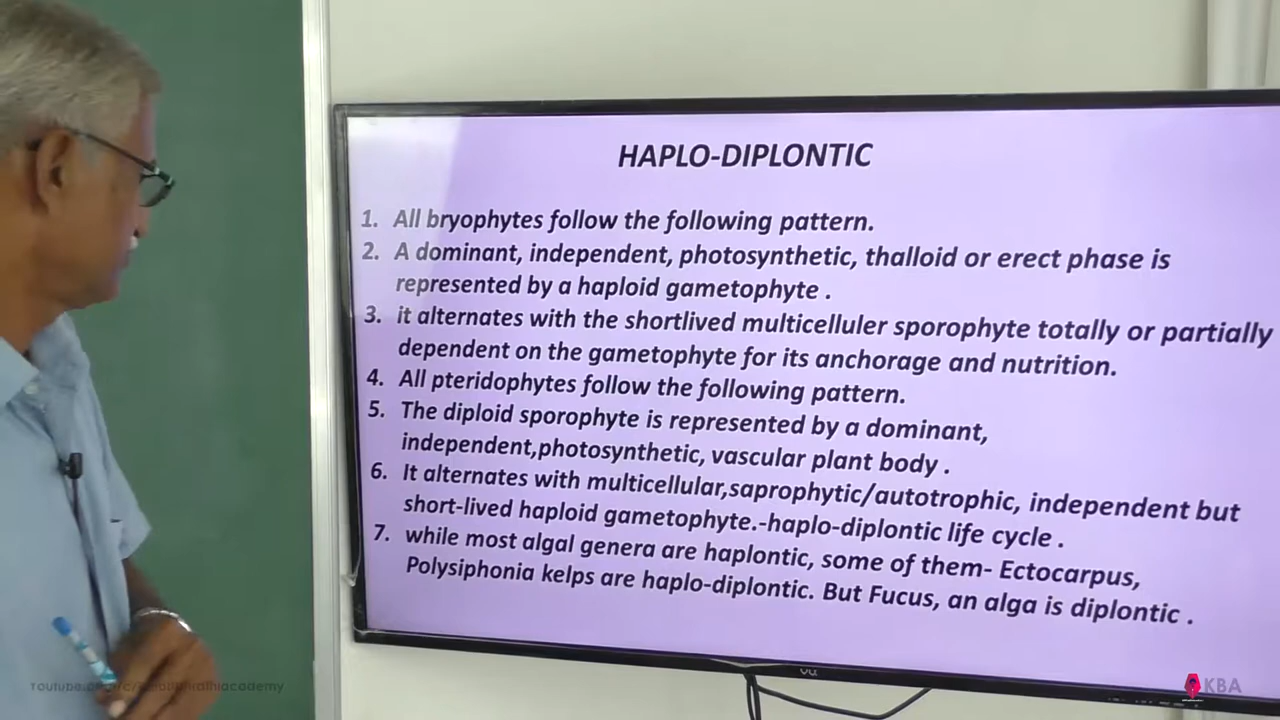 HAPLO-DIPLONTIC
1. All bryophytes follow the following pattern.
2. A dominant, independent, photosynthetic, thalloid or erect phase is
represented by a haploid gametophyte .
3. it alternates with the shortlived multicelluler sporophyte totally or partially
dependent on the gametophyte for its anchorage and nutrition.
4. All pteridophytes follow the following pattern.
5. The diploid sporophyte is represented by a dominant,
independent,photosynthetic, vascular plant body .
6. It alternates with multicellular,saprophytic/autotrophic, independent but
short-lived haploid gametophyte.-haplo-diplontic life cycle .
7. while most algal genera are haplontic, some of them- Ectocarpus,
Polysiphonia kelps are haplo-diplontic. But Fucus, an alga is diplontic .
KBA